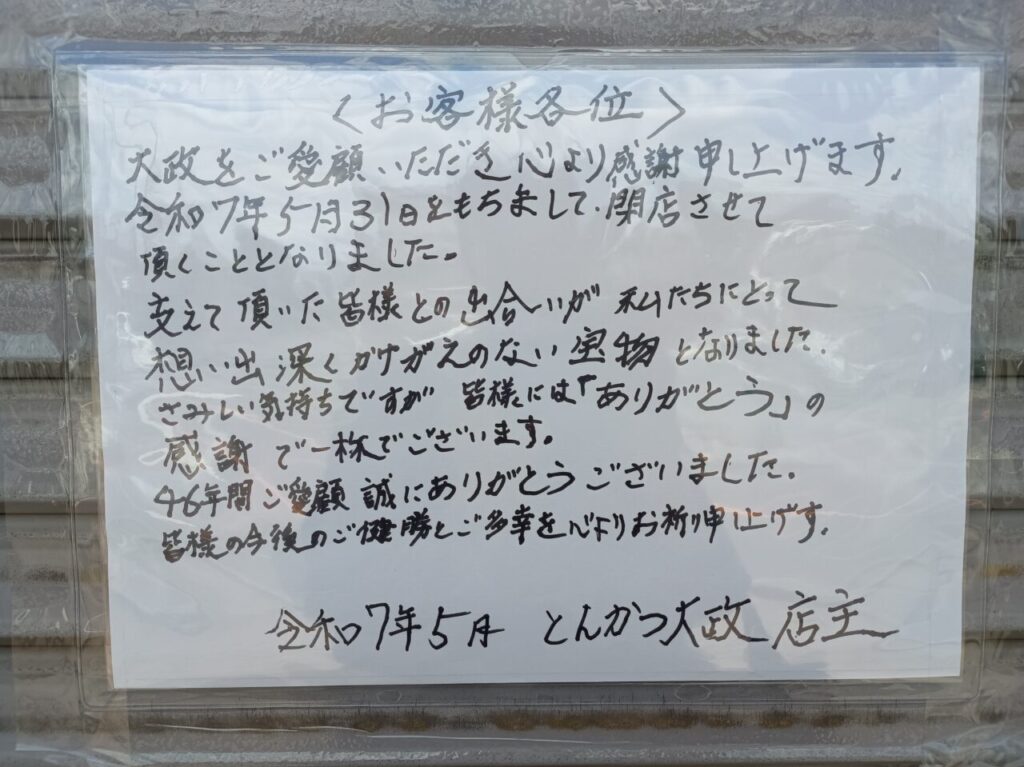 〈お客様各位〉
大政をご愛顧いただき心より感謝申し上げます。
令和7年5月31日をもちまして、閉店させて
頂くこととなりました。
支えて頂いた皆様との出合いが私たちにとって
想い出深くかけがえのない宝物となりました。
さみしい気持ちですが皆様には「ありがとう」の
感謝で一杯でございます。
46年間ご愛顧誠にありがとうございました。
皆様の今後のご健勝とご多幸を心よりお祈り申し上げます。
令和7年5月 とんかつ大政 店主